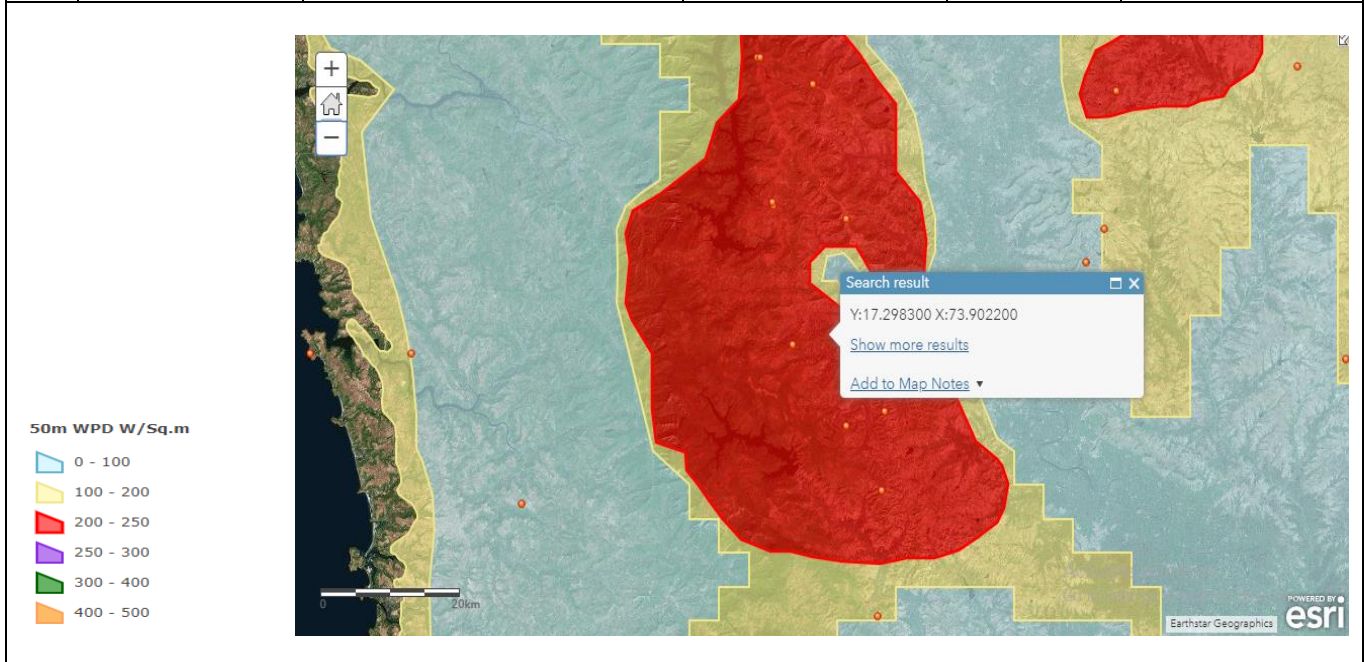 +
−
Search result
Y:17.298300 X:73.902200
Show more results
Add to Map Notes ▼
50m WPD W/Sq.m
0 - 100
100 - 200
200 - 250
250 - 300
300 - 400
400 - 500
0 20km
Earthstar Geographics
POWERED BY
esri